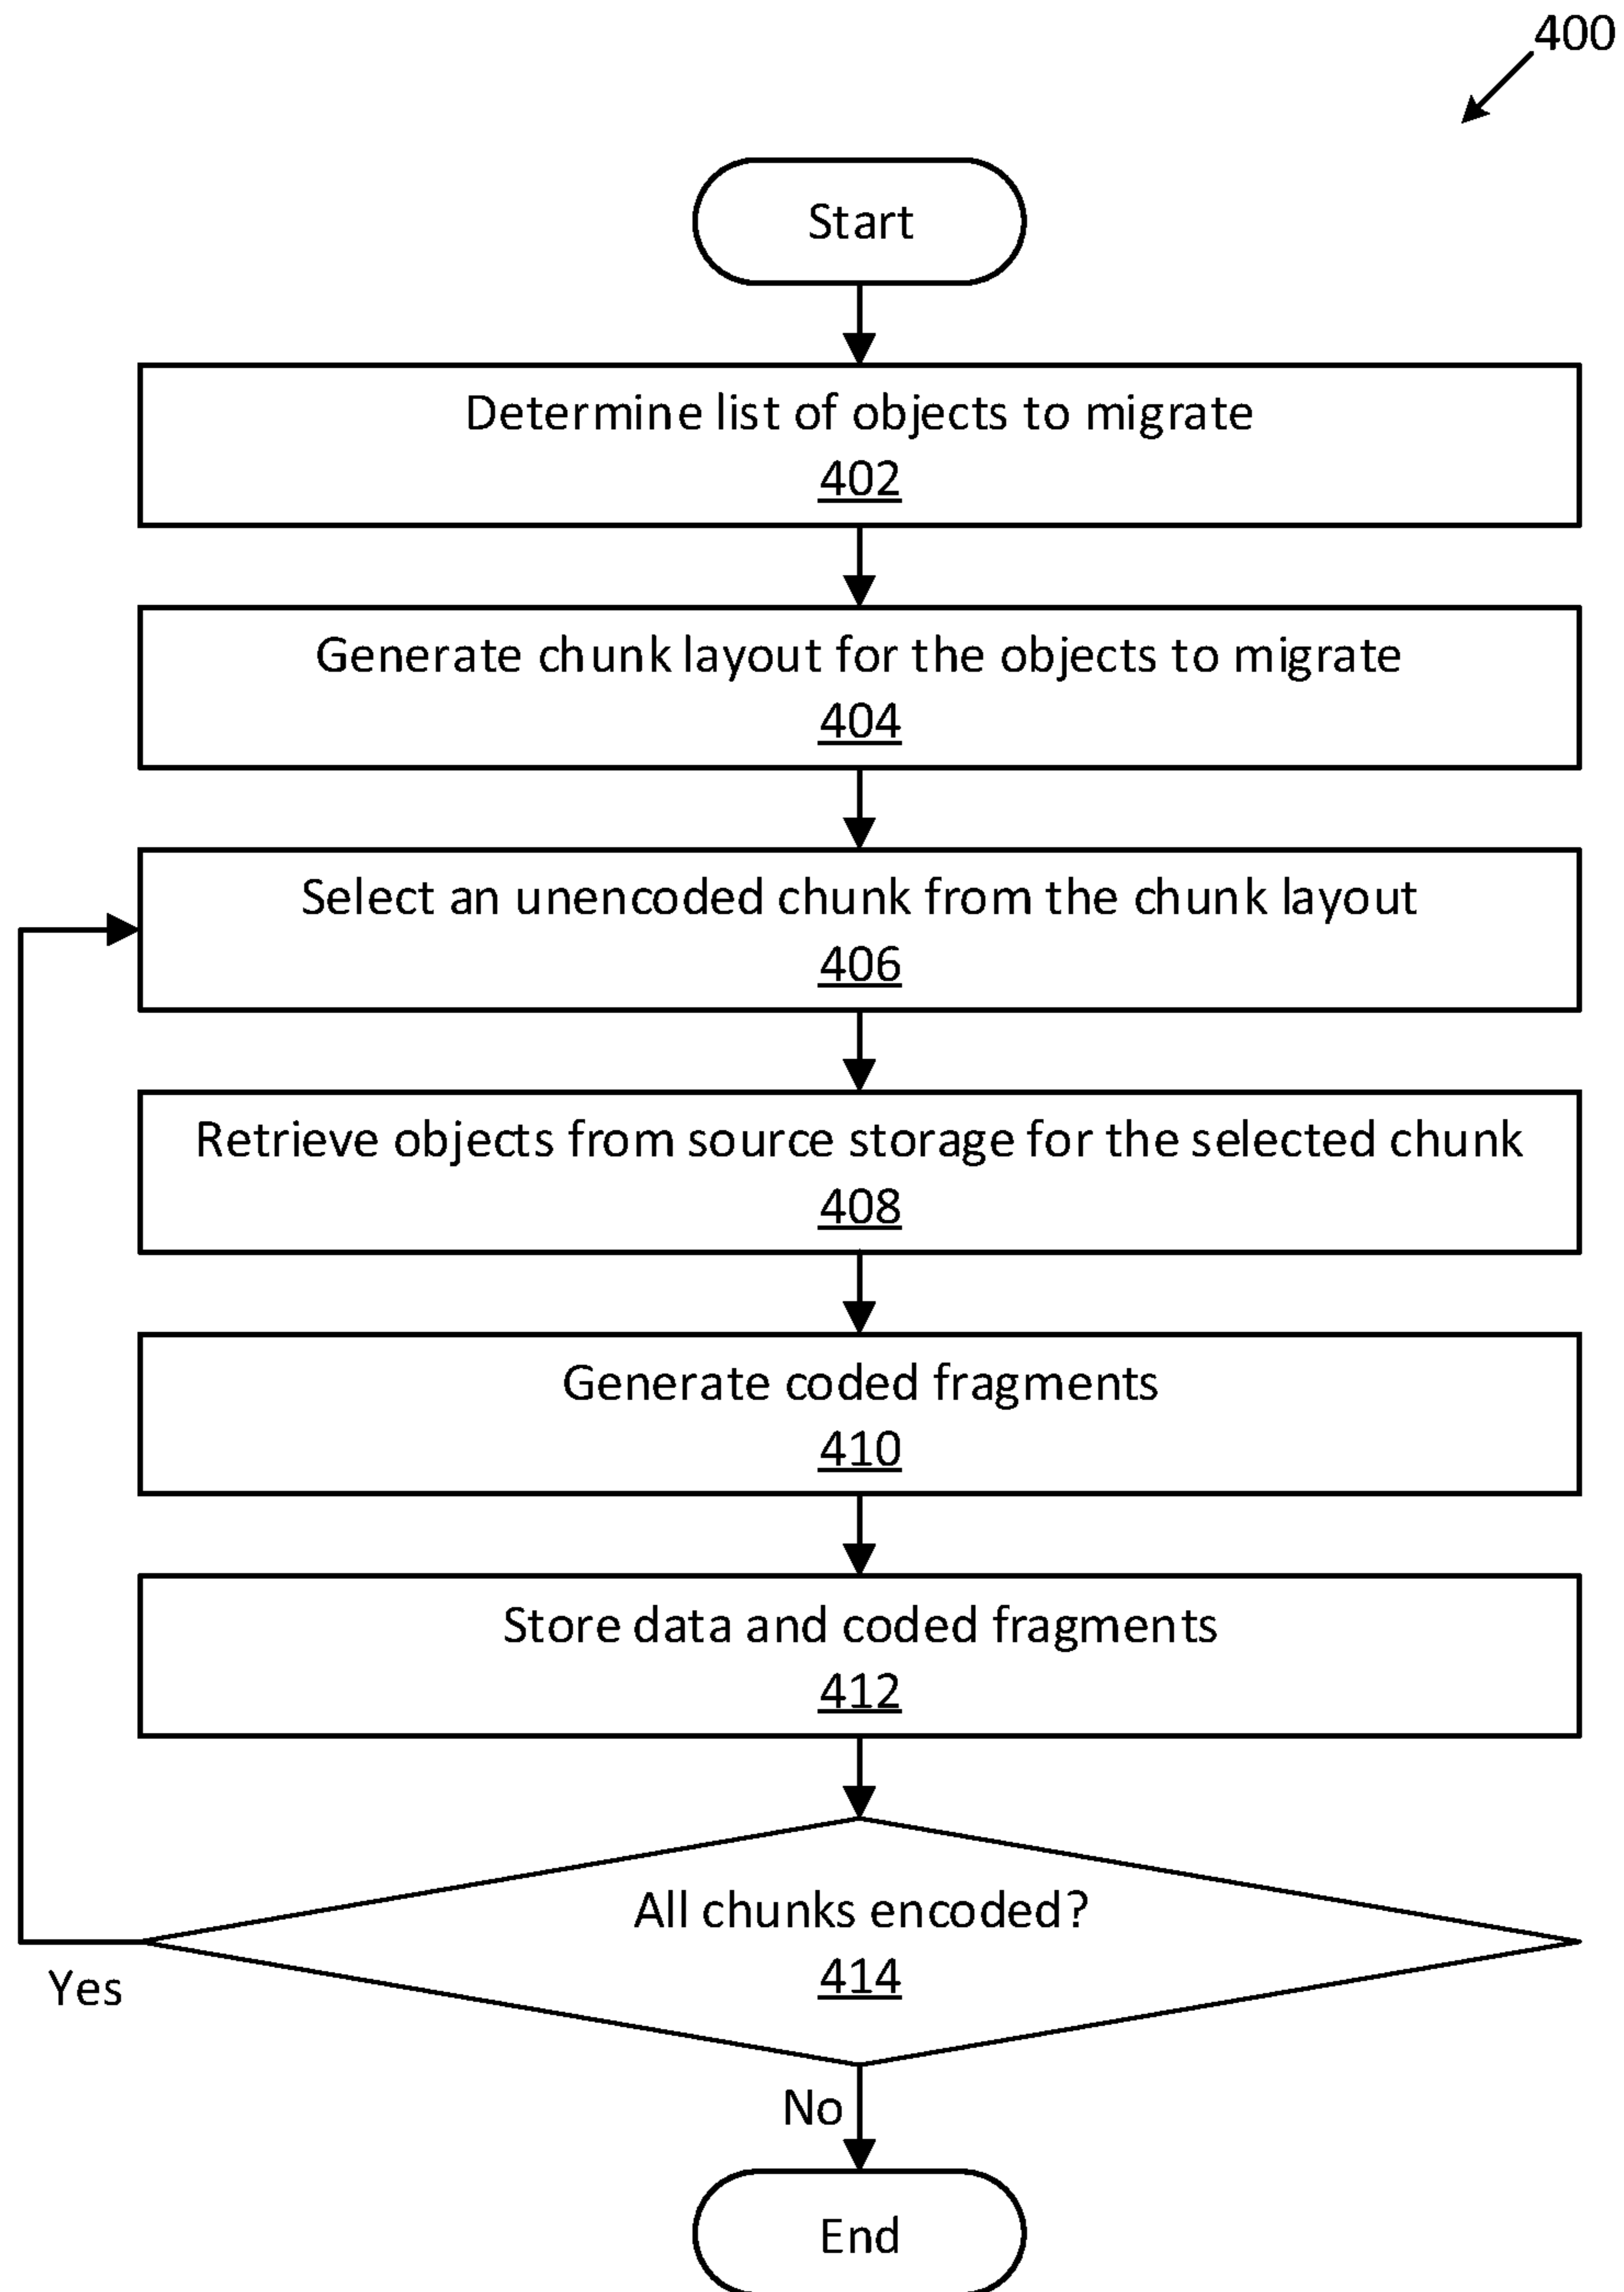 400
Start
Determine list of objects to migrate
402
Generate chunk layout for the objects to migrate
404
Select an unencoded chunk from the chunk layout
406
Retrieve objects from source storage for the selected chunk
408
Generate coded fragments
410
Store data and coded fragments
412
All chunks encoded?
414
Yes
No
End